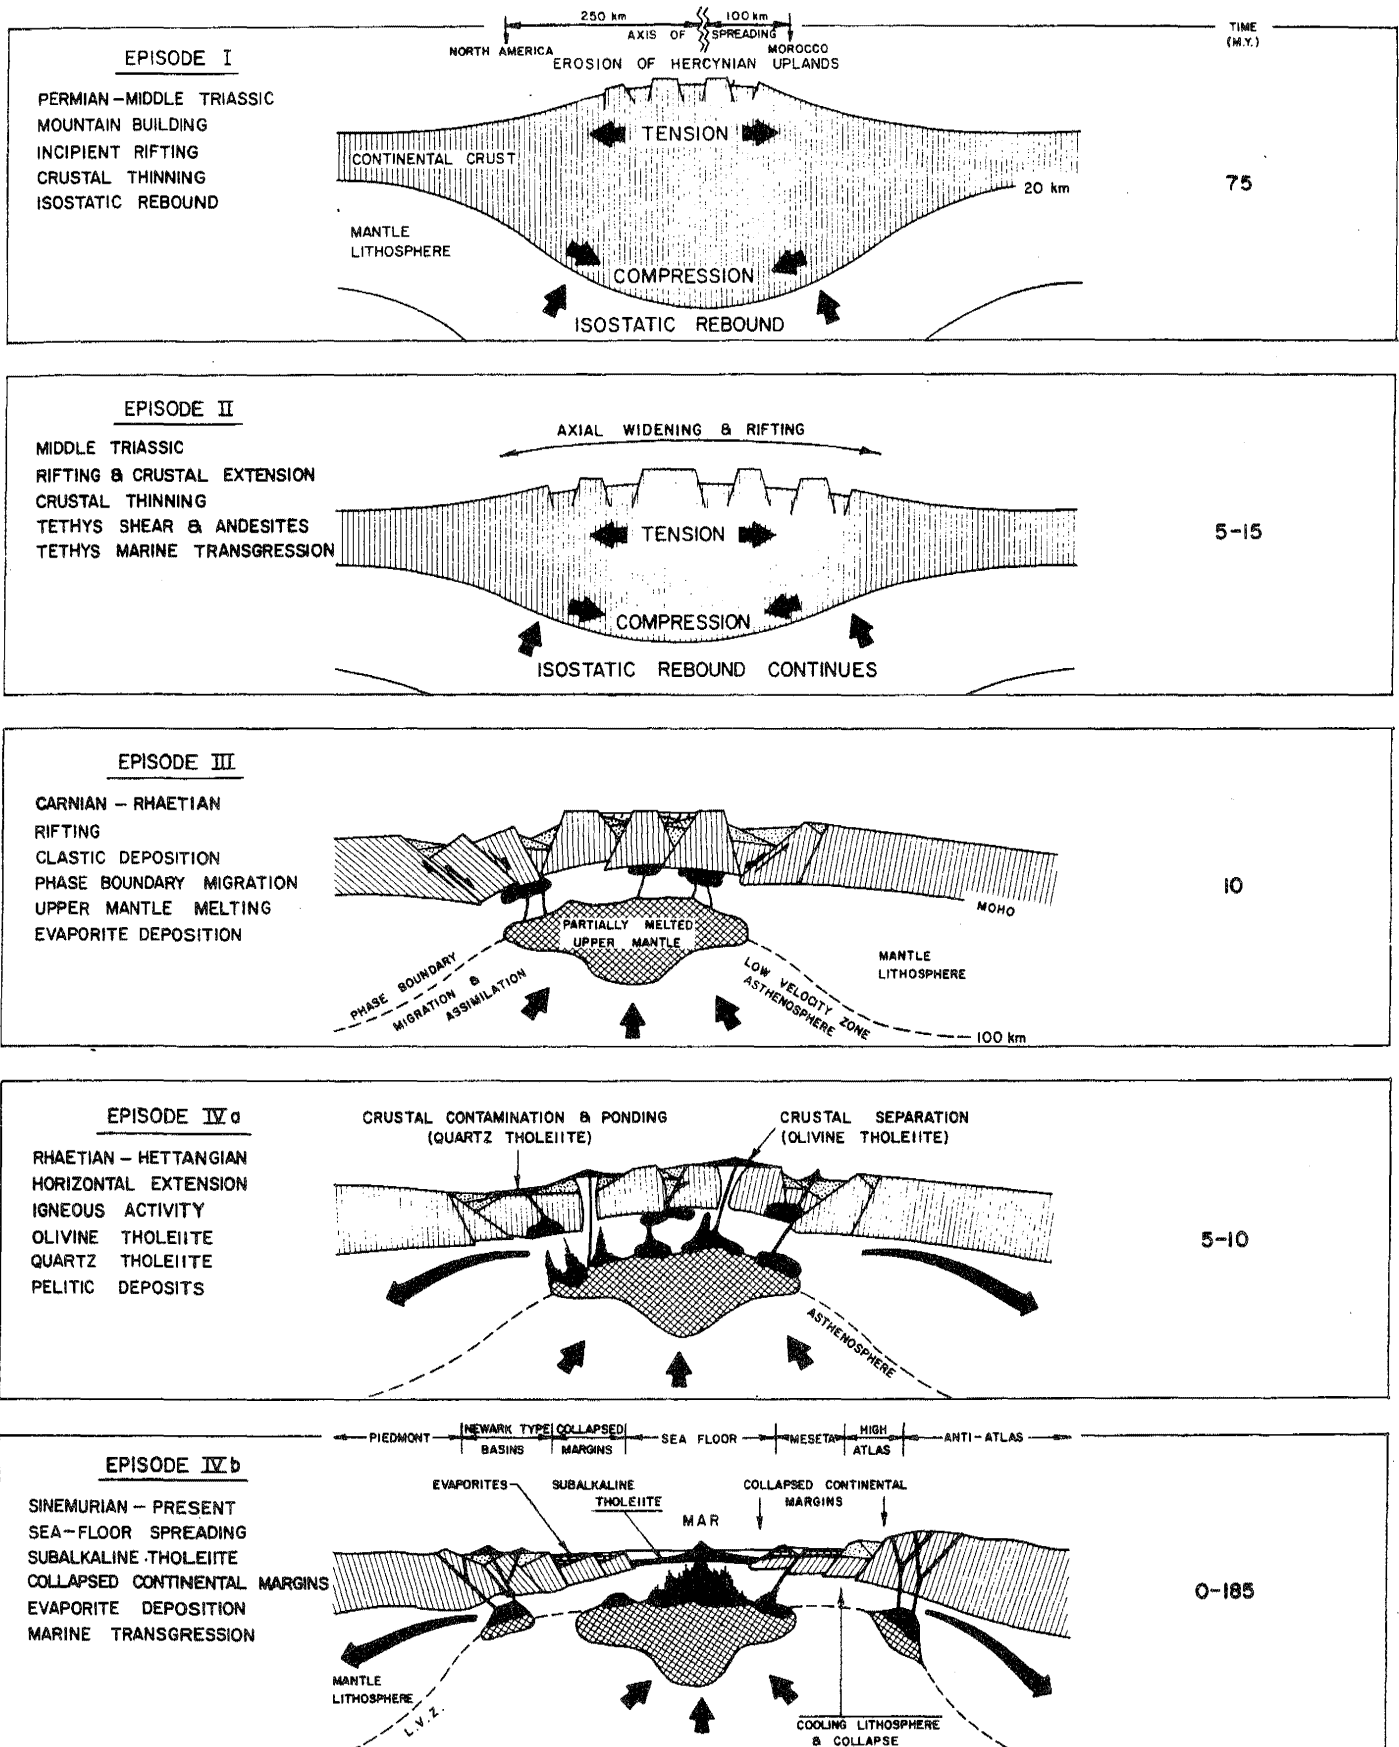 250 km
100 km
AXIS OF SPREADING
NORTH AMERICA
MOROCCO
EROSION OF HERCYNIAN UPLANDS
TIME
(M.Y.)
EPISODE I
PERMIAN-MIDDLE TRIASSIC
MOUNTAIN BUILDING
INCIPIENT RIFTING
CRUSTAL THINNING
ISOSTATIC REBOUND
TENSION
CONTINENTAL CRUST
20 km
MANTLE
LITHOSPHERE
COMPRESSION
ISOSTATIC REBOUND
75
EPISODE II
MIDDLE TRIASSIC
RIFTING & CRUSTAL EXTENSION
CRUSTAL THINNING
TETHYS SHEAR & ANDESITES
TETHYS MARINE TRANSGRESSION
AXIAL WIDENING & RIFTING
TENSION
COMPRESSION
ISOSTATIC REBOUND CONTINUES
5-15
EPISODE III
CARNIAN - RHAETIAN
RIFTING
CLASTIC DEPOSITION
PHASE BOUNDARY MIGRATION
UPPER MANTLE MELTING
EVAPORITE DEPOSITION
PARTIALLY MELTED
UPPER MANTLE
MOHO
MANTLE
LITHOSPHERE
PHASE BOUNDARY
MIGRATION &
ASSIMILATION
LOW VELOCITY ZONE
ASTHENOSPHERE
100 km
10
EPISODE IVa
RHAETIAN - HETTANGIAN
HORIZONTAL EXTENSION
IGNEOUS ACTIVITY
OLIVINE THOLEIITE
QUARTZ THOLEIITE
PELITIC DEPOSITS
CRUSTAL CONTAMINATION & PONDING
(QUARTZ THOLEIITE)
CRUSTAL SEPARATION
(OLIVINE THOLEIITE)
ASTHENOSPHERE
5-10
PIEDMONT
NEWARK TYPE
BASINS
COLLAPSED
MARGINS
SEA FLOOR
MESETA
HIGH
ATLAS
ANTI-ATLAS
EPISODE IVb
SINEMURIAN - PRESENT
SEA-FLOOR SPREADING
SUBALKALINE THOLEIITE
COLLAPSED CONTINENTAL MARGINS
EVAPORITE DEPOSITION
MARINE TRANSGRESSION
EVAPORITES
SUBALKALINE
THOLEIITE
MAR
COLLAPSED CONTINENTAL
MARGINS
MANTLE
LITHOSPHERE
L.V.Z.
COOLING LITHOSPHERE
& COLLAPSE
0-185